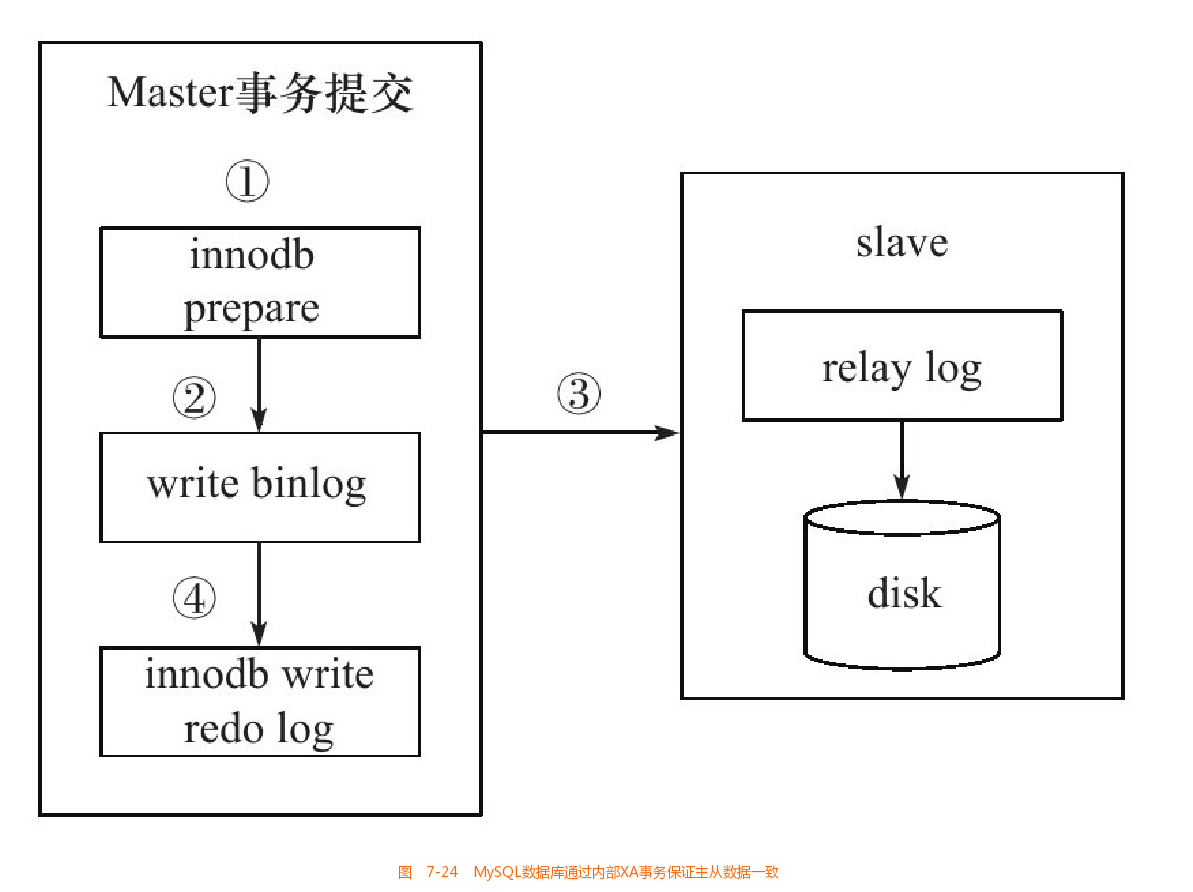 Master事务提交
①
innodb
prepare
②
write binlog
④
innodb write
redo log
③
slave
relay log
disk
图 7-24 MySQL数据库通过内部XA事务保证主从数据一致